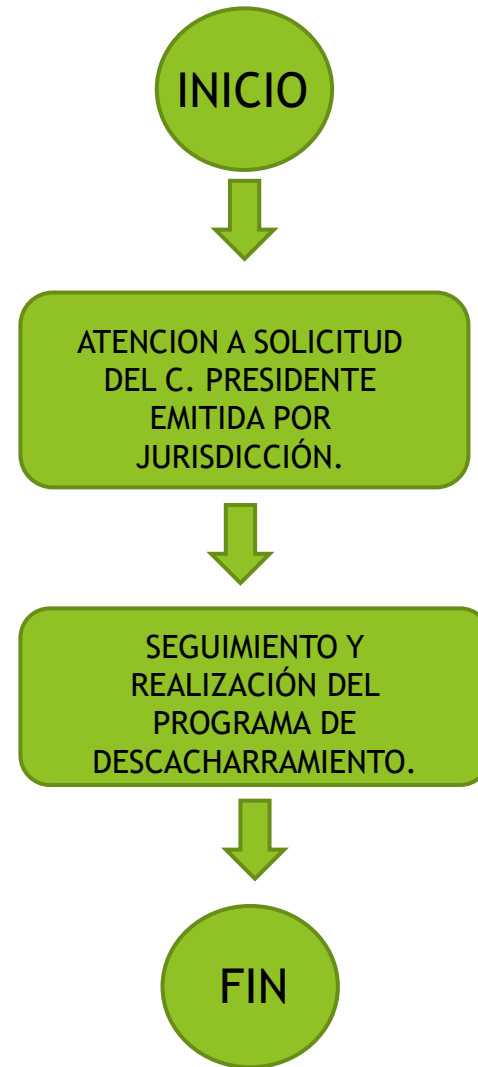 INICIO
ATENCION A SOLICITUD
DEL C. PRESIDENTE
EMITIDA POR
JURISDICCIÓN.
SEGUIMIENTO Y
REALIZACIÓN DEL
PROGRAMA DE
DESCACHARRAMIENTO.
FIN